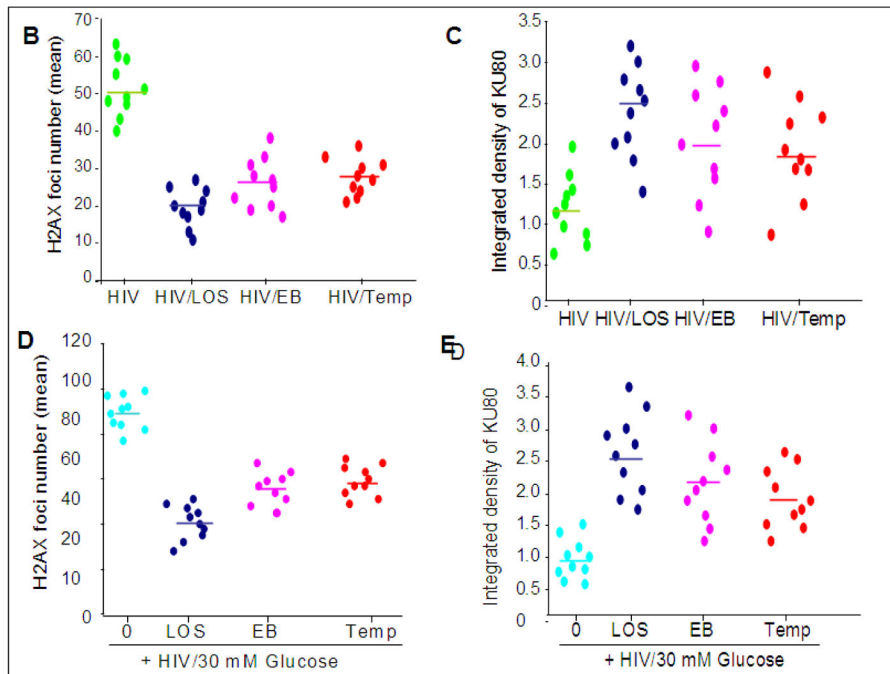 B
H2AX foci number (mean)
70
60
50
40
30
20
10
0
HIV HIV/LOS HIV/EB HIV/Temp
C
Integrated density of KU80
3.5
3.0
2.5
2.0
1.5
1.0
0.5
0.
HIV HIV/LOS HIV/EB HIV/Temp
D
H2AX foci number (mean)
120
100
80
40
20
10
0
0 LOS EB Temp
+ HIV/30 mM Glucose
E
D
Integrated density of KU80
4.0
3.5
3.0
2.5
2.0
1.5
1.0
0.5
0.
0 LOS EB Temp
+ HIV/30 mM Glucose